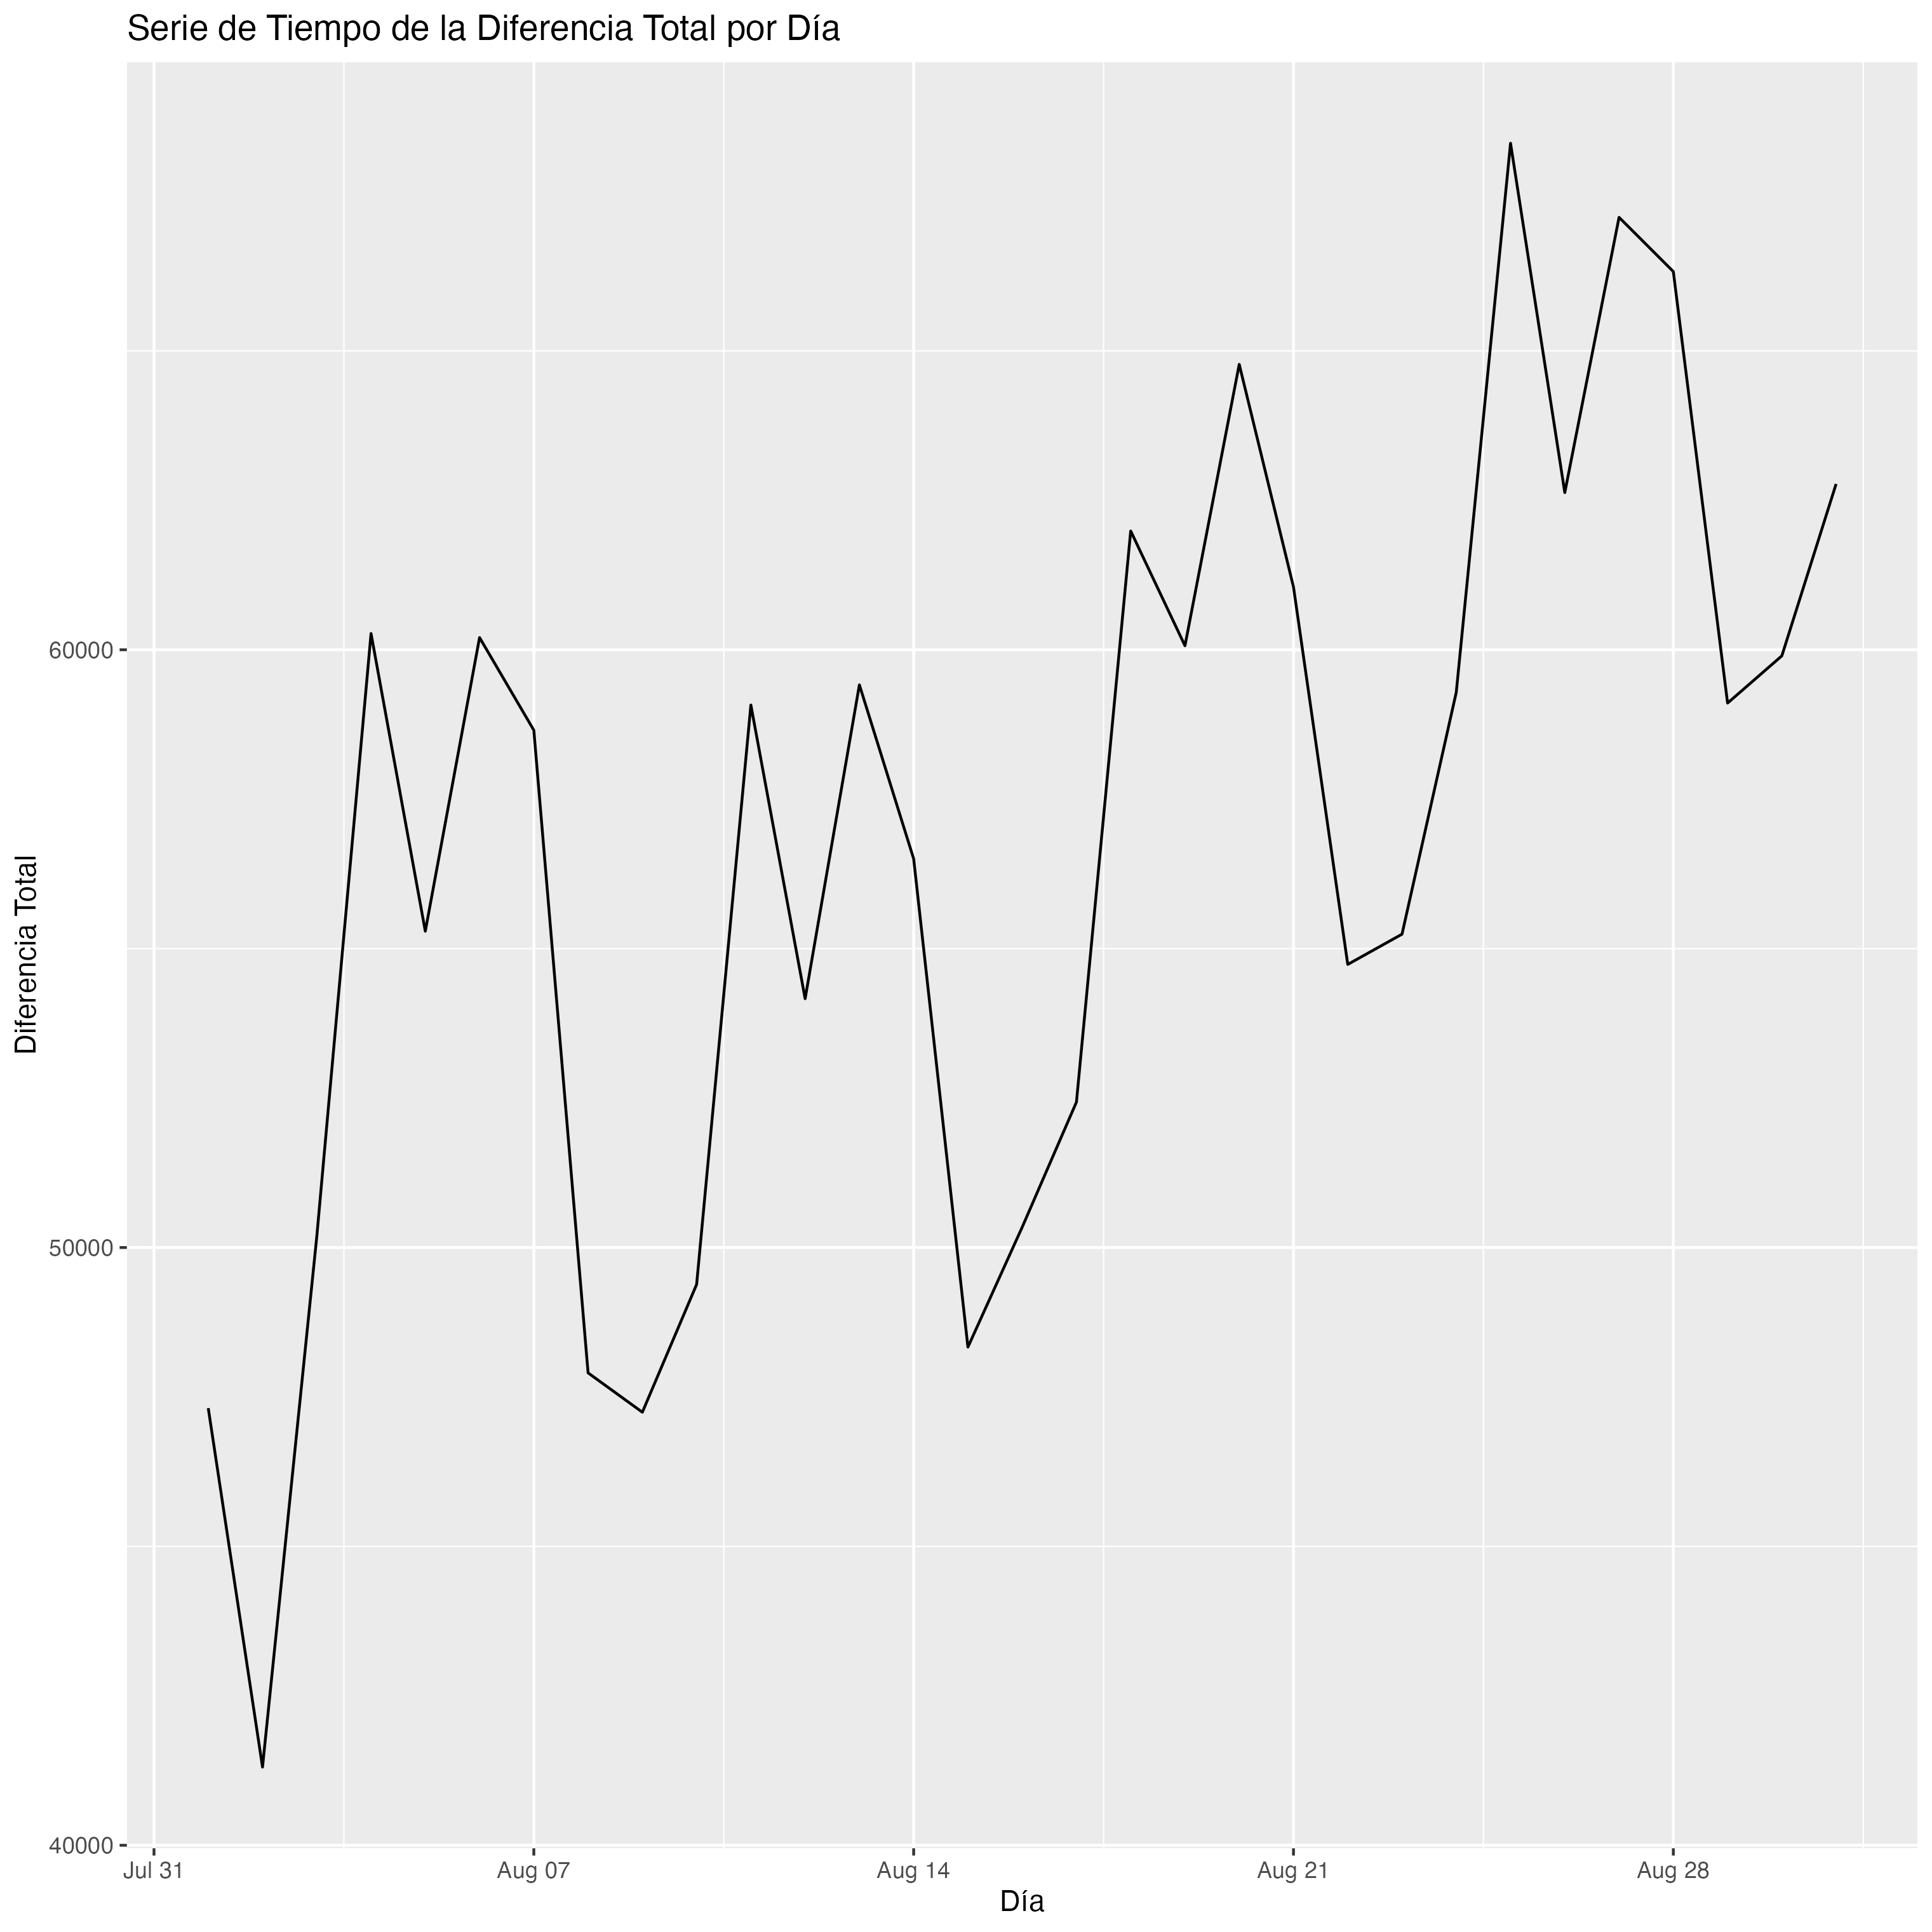 Serie de Tiempo de la Diferencia Total por Día
Diferencia Total
60000
50000
40000
Jul 31
Aug 07
Aug 14
Aug 21
Aug 28
Día